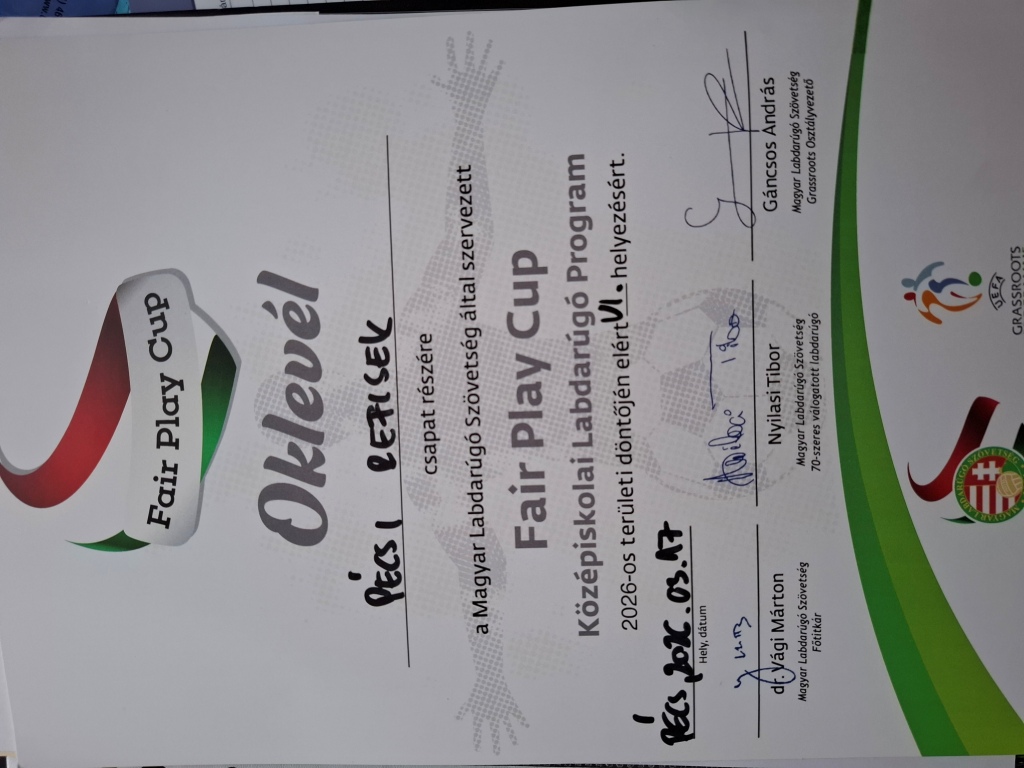 Fair Play Cup
Oklevél
PÉCSI REFISEK
csapat részére
a Magyar Labdarúgó Szövetség által szervezett
Fair Play Cup
Középiskolai Labdarúgó Program
2026-os területi döntőjén elért VI. helyezésért.
PÉCS, 2026.03.17
Hely, dátum
dr. Vági Márton
Magyar Labdarúgó Szövetség
Főtitkár
Nyilasi Tibor
Magyar Labdarúgó Szövetség
70-szeres válogatott labdarúgó
Gáncsos András
Magyar Labdarúgó Szövetség
Grassroots Osztályvezető
MAGYAR LABDARÚGÓ SZÖVETSÉG
UEFA
GRASSROOTS